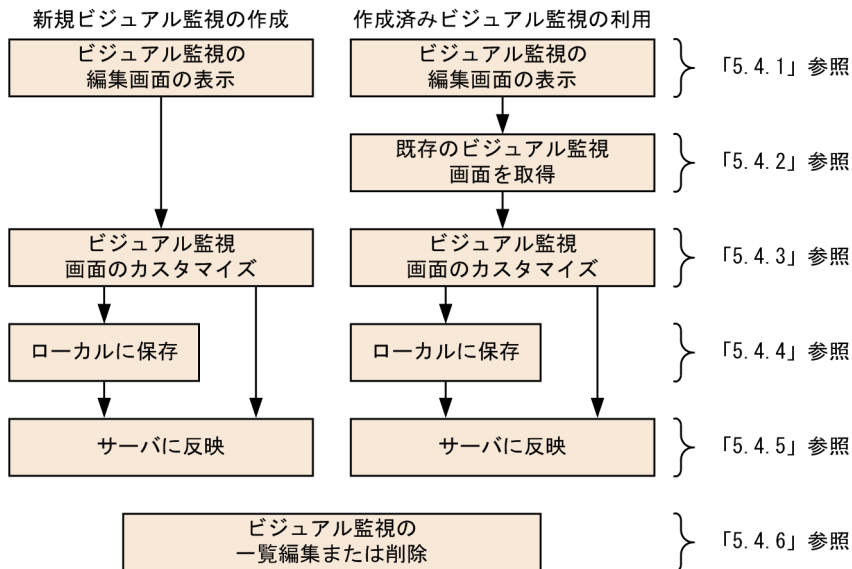 新規ビジュアル監視の作成
作成済みビジュアル監視の利用
ビジュアル監視の
編集画面の表示
ビジュアル監視の
編集画面の表示
「5.4.1」参照
既存のビジュアル監視
画面を取得
「5.4.2」参照
ビジュアル監視
画面のカスタマイズ
ビジュアル監視
画面のカスタマイズ
「5.4.3」参照
ローカルに保存
ローカルに保存
「5.4.4」参照
サーバに反映
サーバに反映
「5.4.5」参照
ビジュアル監視の
一覧編集または削除
「5.4.6」参照